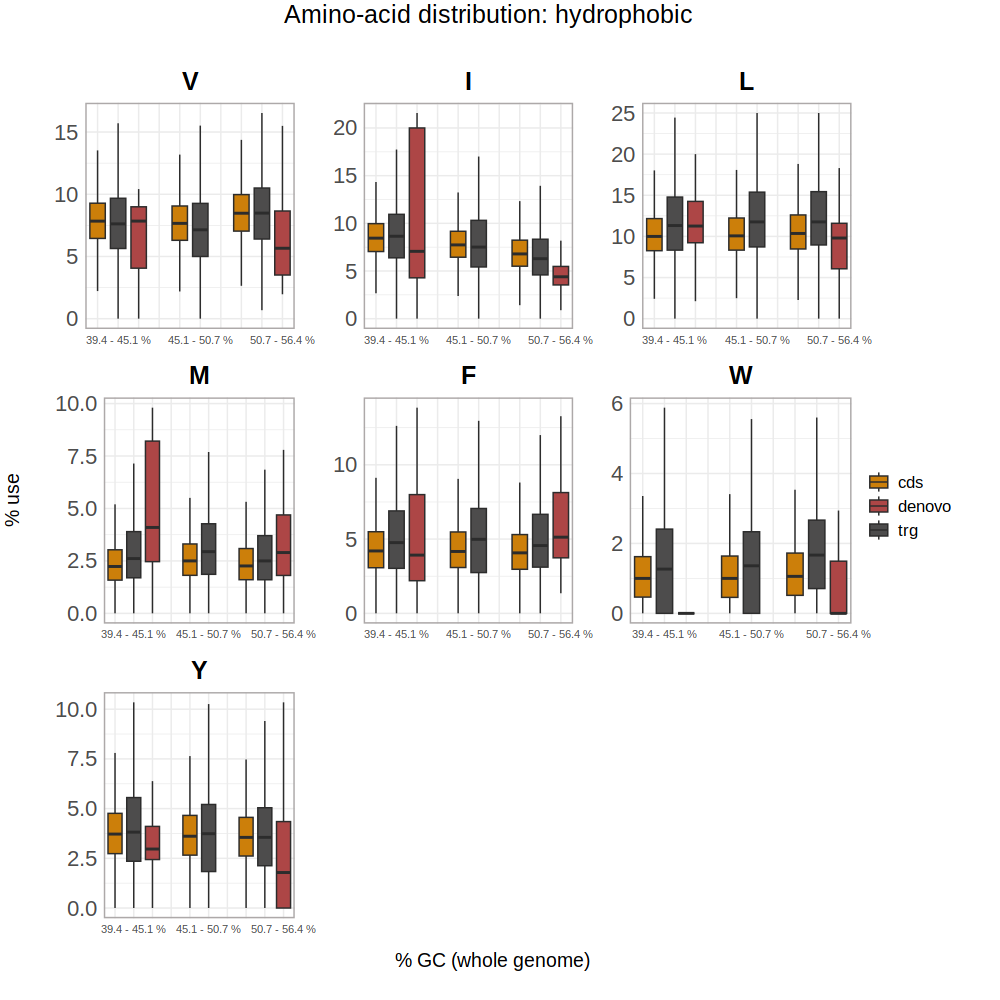 Amino-acid distribution: hydrophobic
V
I
L
15
10
5
0
20
15
10
5
0
25
20
15
10
5
0
39.4 - 45.1 %
45.1 - 50.7 %
50.7 - 56.4 %
39.4 - 45.1 %
45.1 - 50.7 %
50.7 - 56.4 %
39.4 - 45.1 %
45.1 - 50.7 %
50.7 - 56.4 %
M
F
W
10.0
7.5
5.0
2.5
0.0
10
5
0
6
4
2
0
39.4 - 45.1 %
45.1 - 50.7 %
50.7 - 56.4 %
39.4 - 45.1 %
45.1 - 50.7 %
50.7 - 56.4 %
39.4 - 45.1 %
45.1 - 50.7 %
50.7 - 56.4 %
% use
cds
denovo
trg
Y
10.0
7.5
5.0
2.5
0.0
39.4 - 45.1 %
45.1 - 50.7 %
50.7 - 56.4 %
% GC (whole genome)